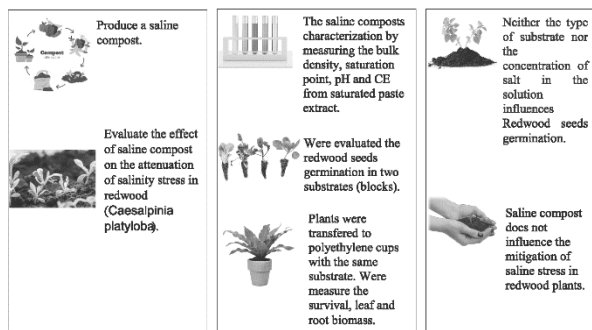 Produce a saline
compost.
Compost
Evaluate the effect
of saline compost
on the attenuation
of salinity stress in
redwood
(Caesalpinia
platyloba).
The saline composts
characterization by
measuring the bulk
density, saturation
point, pH and CE
from saturated paste
extract.
Were evaluated the
redwood seeds
germination in two
substrates (blocks).
Plants were
transfered to
polyethylene cups
with the same
substrate. Were
measure the
survival, leaf and
root biomass.
Neither the type
of substrate nor
the
concentration of
salt in the
solution
influences
Redwood seeds
germination.
Saline compost
does not
influence the
mitigation of
saline stress in
redwood plants.